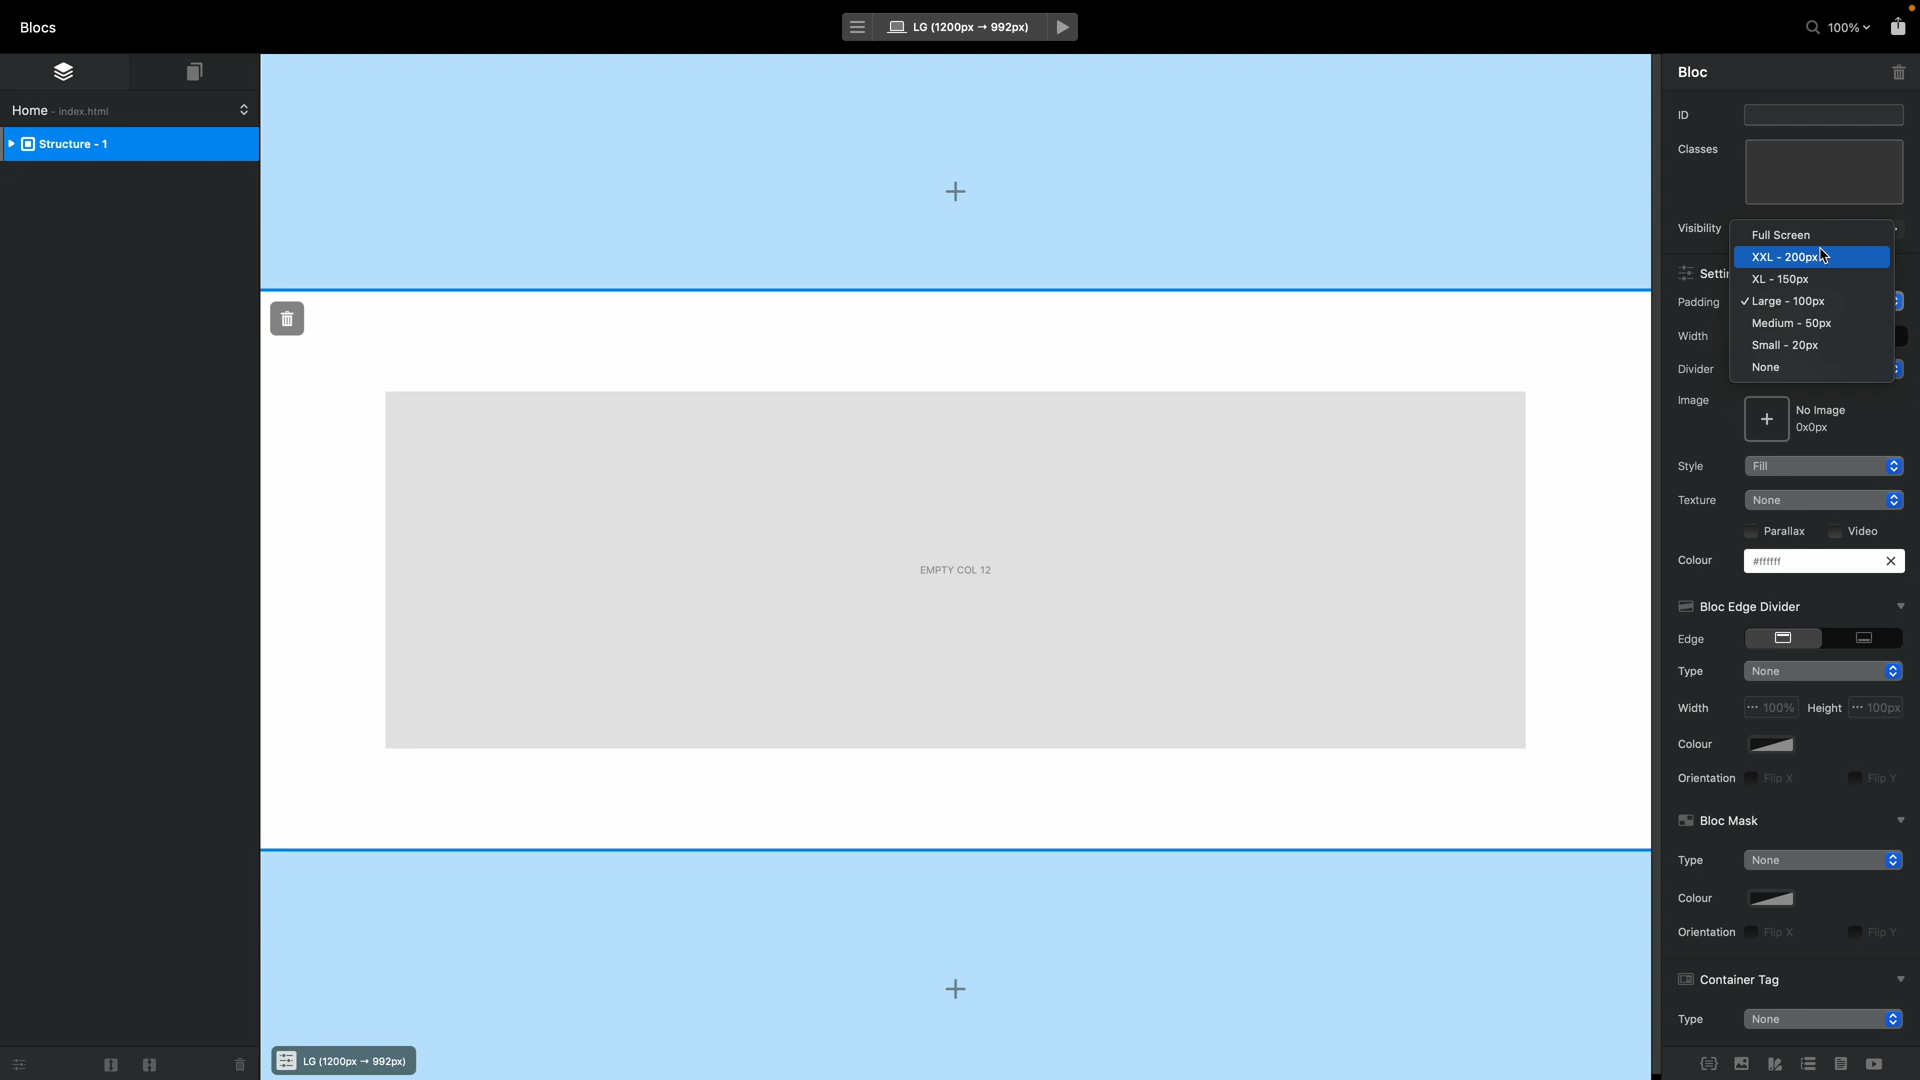 Blocs
LG (1200px → 992px)
100%
Home - index.html
Structure - 1
EMPTY COL 12
LG (1200px → 992px)
Bloc
ID
Classes
Visibility
Full Screen
XXL - 200px
XL - 150px
✓ Large - 100px
Medium - 50px
Small - 20px
None
Padding
Width
Divider
Image
No Image
0x0px
Style Fill
Texture None
Parallax Video
Colour #ffffff
Bloc Edge Divider
Edge
Type None
Width 100% Height 100px
Colour
Orientation Flip X Flip Y
Bloc Mask
Type None
Colour
Orientation Flip X Flip Y
Container Tag
Type None